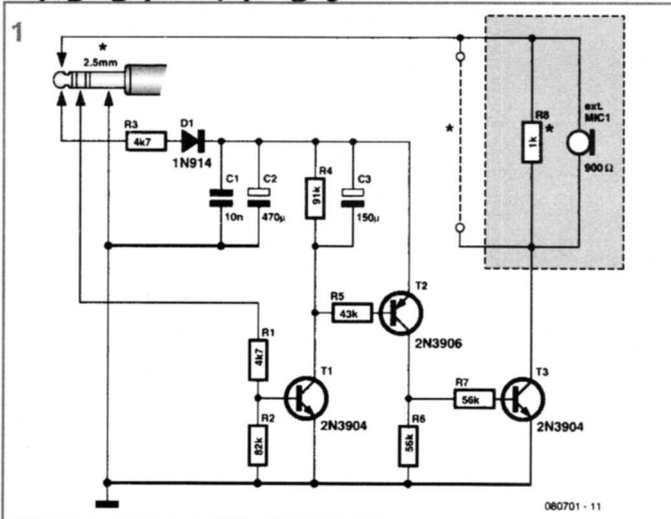 1
*
2.5mm
R3
4k7
D1
1N914
C1
10n
C2
470µ
R4
91k
C3
150µ
*
R8
1k
*
ext.
MIC1
900 Ω
R5
43k
T2
2N3906
R1
4k7
T1
2N3904
R2
82k
R6
56k
R7
56k
T3
2N3904
080701 - 11